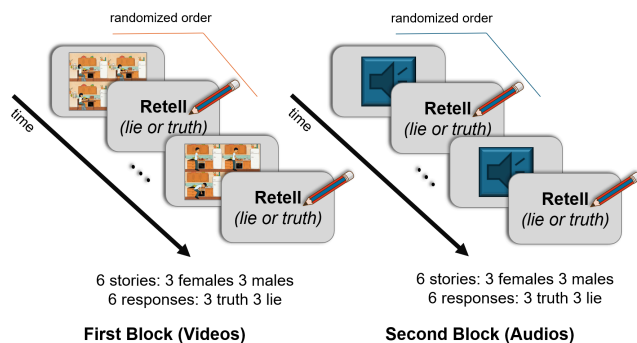 randomized order
time
Retell
(lie or truth)
Retell
(lie or truth)
6 stories: 3 females 3 males
6 responses: 3 truth 3 lie
First Block (Videos)
randomized order
time
Retell
(lie or truth)
Retell
(lie or truth)
6 stories: 3 females 3 males
6 responses: 3 truth 3 lie
Second Block (Audios)